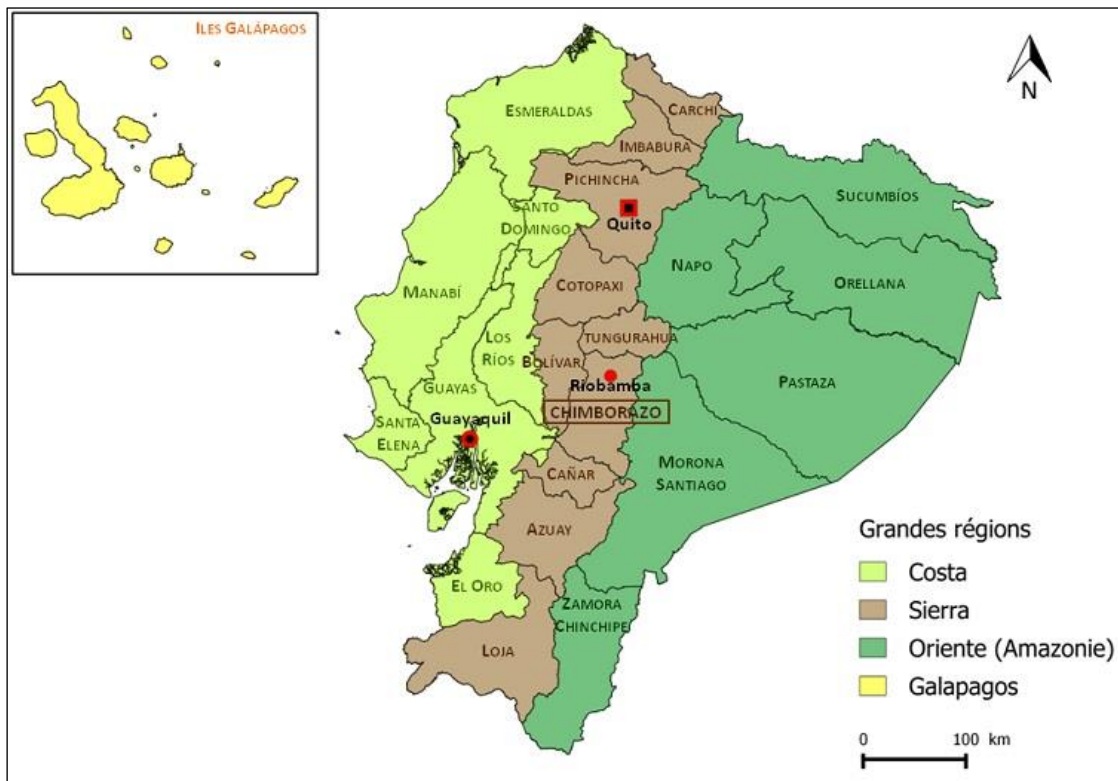 ILES GALÁPAGOS
N
ESMERALDAS
CARCHI
IMBABURA
PICHINCHA
SUCUMBÍOS
SANTO
DOMINGO
Quito
NAPO
ORELLANA
COTOPAXI
MANABÍ
LOS
RÍOS
TUNGURAHUA
BOLÍVAR
PASTAZA
GUAYAS
Riobamba
CHIMBORAZO
SANTA
ELENA
Guayaquil
MORONA
SANTIAGO
CAÑAR
AZUAY
EL ORO
ZAMORA
CHINCHIPE
LOJA
Grandes régions
Costa
Sierra
Oriente (Amazonie)
Galapagos
0 100 km